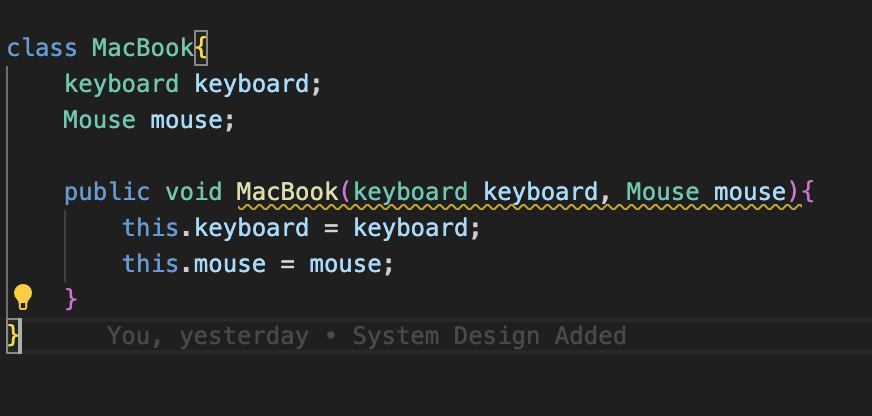 class MacBook{
    keyboard keyboard;
    Mouse mouse;
    public void MacBook(keyboard keyboard, Mouse mouse){
        this.keyboard = keyboard;
        this.mouse = mouse;
    }
}       You, yesterday • System Design Added